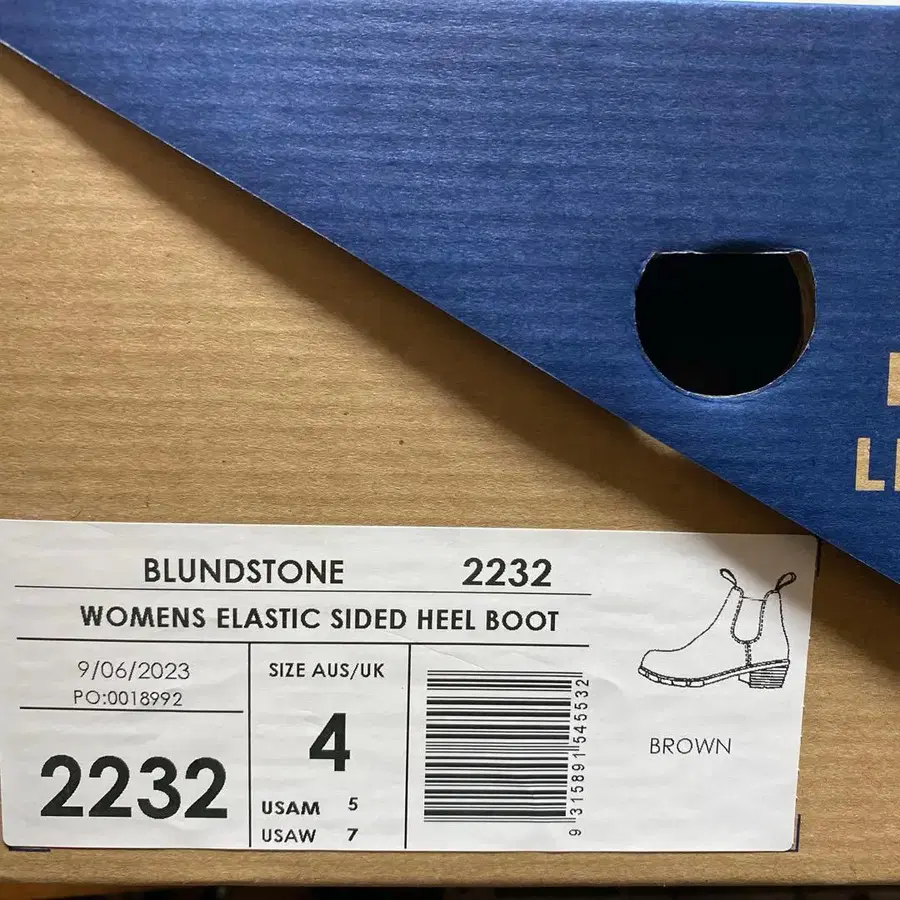 BLUNDSTONE 2232
WOMENS ELASTIC SIDED HEEL BOOT
9/06/2023
PO:0018992
2232
SIZE AUS/UK
4
USAM 5
USAW 7
9 315891 545532
BROWN